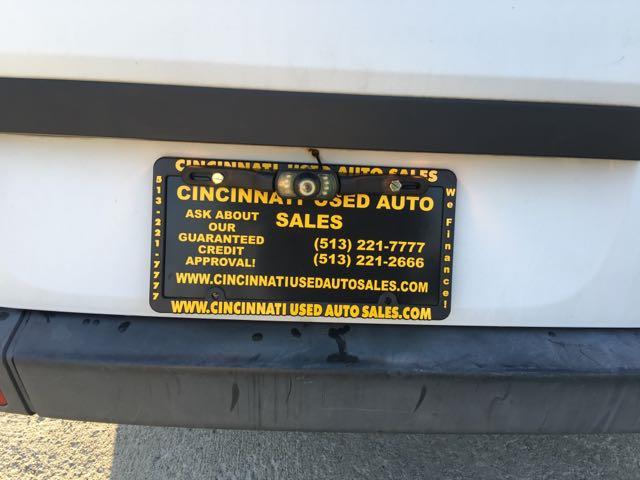 CINCINNATI USED AUTO SALES
513-221-7777
We Finance!
CINCINNATI USED AUTO
SALES
ASK ABOUT
OUR
GUARANTEED
CREDIT
APPROVAL!
(513) 221-7777
(513) 221-2666
WWW.CINCINNATIUSEDAUTOSALES.COM
WWW.CINCINNATI USED AUTO SALES.COM